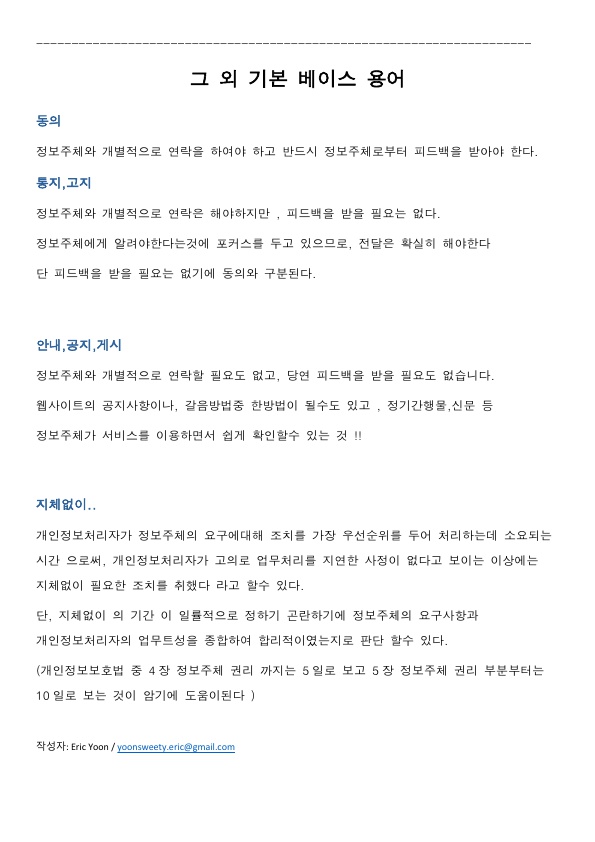 그 외 기본 베이스 용어
동의
정보주체와 개별적으로 연락을 하여야 하고 반드시 정보주체로부터 피드백을 받아야 한다.
통지,고지
정보주체와 개별적으로 연락은 해야하지만 , 피드백을 받을 필요는 없다.
정보주체에게 알려야한다는것에 포커스를 두고 있으므로, 전달은 확실히 해야한다
단 피드백을 받을 필요는 없기에 동의와 구분된다.
안내,공지,게시
정보주체와 개별적으로 연락할 필요도 없고, 당연 피드백을 받을 필요도 없습니다.
웹사이트의 공지사항이나, 갈음방법중 한방법이 될수도 있고 , 정기간행물,신문 등
정보주체가 서비스를 이용하면서 쉽게 확인할수 있는 것 !!
지체없이..
개인정보처리자가 정보주체의 요구에대해 조치를 가장 우선순위를 두어 처리하는데 소요되는
시간 으로써, 개인정보처리자가 고의로 업무처리를 지연한 사정이 없다고 보이는 이상에는
지체없이 필요한 조치를 취했다 라고 할수 있다.
단, 지체없이 의 기간 이 일률적으로 정하기 곤란하기에 정보주체의 요구사항과
개인정보처리자의 업무트성을 종합하여 합리적이였는지로 판단 할수 있다.
(개인정보보호법 중 4장 정보주체 권리 까지는 5일로 보고 5장 정보주체 권리 부분부터는
10일로 보는 것이 암기에 도움이된다 )
작성자: Eric Yoon / yoonsweety.eric@gmail.com